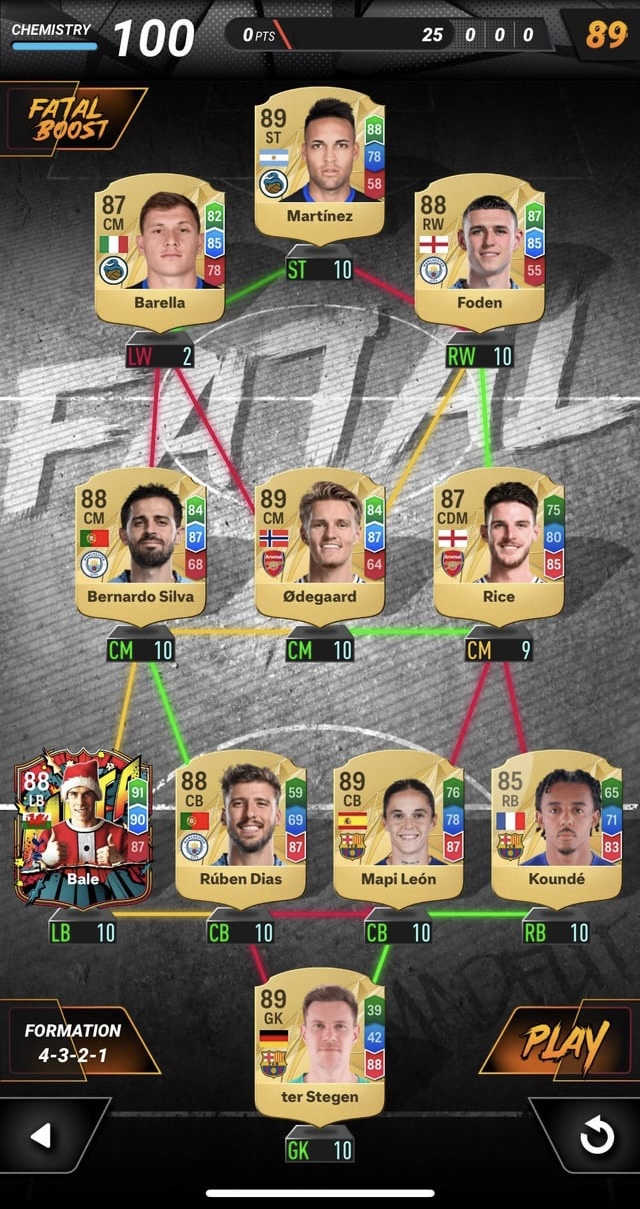 CHEMISTRY 100
0 PTS 25 0 0 0
89
FATAL
BOOST
89
ST
88
78
58
Martínez
ST 10
87
CM
82
85
78
Barella
LW 2
88
RW
87
85
55
Foden
RW 10
FATAL
88
CM
84
87
68
Bernardo Silva
CM 10
89
CM
84
87
64
Ødegaard
CM 10
87
CDM
75
80
85
Rice
CM 9
88
LB
91
90
87
Bale
LB 10
88
CB
59
69
87
Rúben Dias
CB 10
89
CB
76
78
87
Mapi León
CB 10
85
RB
65
71
83
Koundé
RB 10
89
GK
39
42
88
ter Stegen
GK 10
FORMATION
4-3-2-1
PLAY